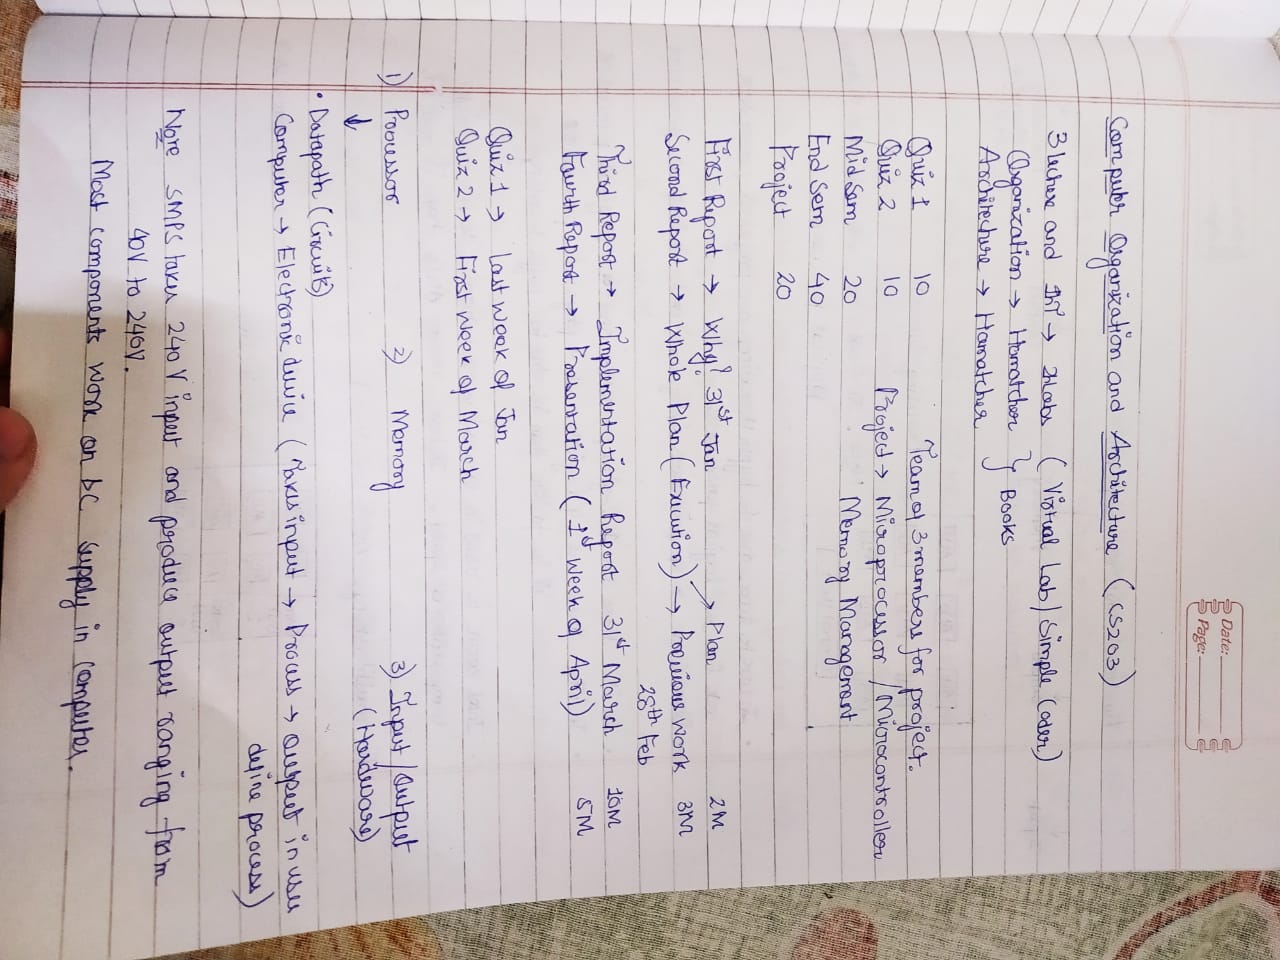 Date:
Page:
Computer Organization and Architecture (CS203)
3 lecture and 1T → 2Labs (Virtual Lab/Simple Coder)
Organization → Hamatcher } Books
Architecture → Hamatcher
Quiz 1 10 Team of 3 members for project.
Quiz 2 10 Project → Microprocessor / Microcontroller
Mid Sem 20 Memory Management
End Sem 40
Project 20
First Report → Why? 31st Jan Plan 2M
Second Report → Whole Plan (Execution) → Previous work 3M
28th Feb
Third Report → Implementation Report 31st March 10M
Fourth Report → Presentation (1st Week of April) 5M
Quiz 1 → Last week of Jan
Quiz 2 → First week of March
1) Processor 2) Memory 3) Input/Output
↓ (Hardware)
• Datapath (Circuits)
Computer → Electronic device (Takes input → Process → output in user
define process)
Note SMPS takes 240V input and produce output ranging from
40V to 240V.
Most components work on DC supply in computer.